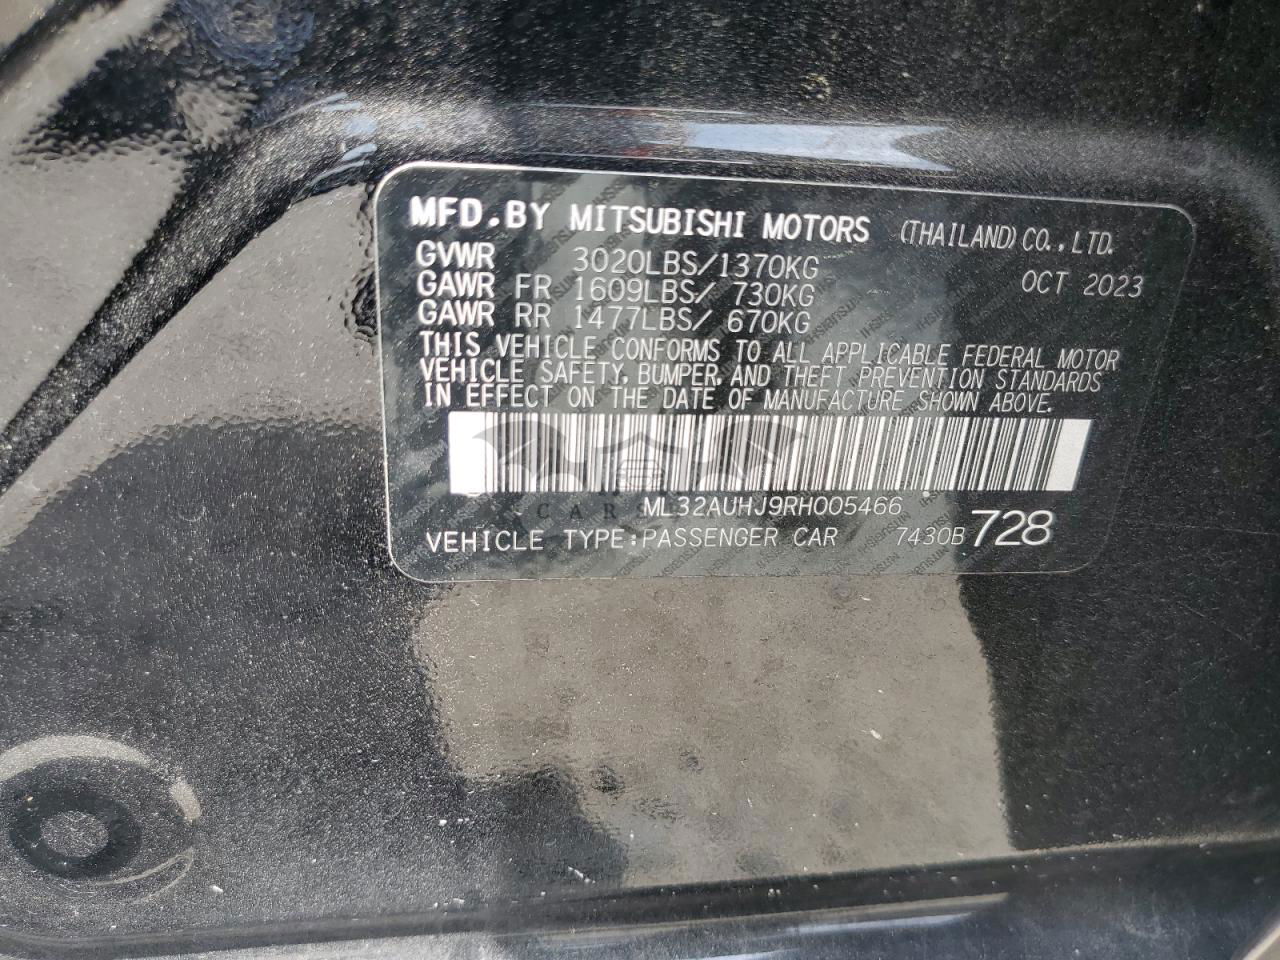 MFD.BY MITSUBISHI MOTORS (THAILAND)CO.,LTD.
GVWR 3020LBS/1370KG OCT 2023
GAWR FR 1609LBS/ 730KG
GAWR RR 1477LBS/ 670KG
THIS VEHICLE CONFORMS TO ALL APPLICABLE FEDERAL MOTOR
VEHICLE SAFETY, BUMPER, AND THEFT PREVENTION STANDARDS
IN EFFECT ON THE DATE OF MANUFACTURE SHOWN ABOVE.
ML32AUHJ9RH005466
VEHICLE TYPE:PASSENGER CAR 7430B 728